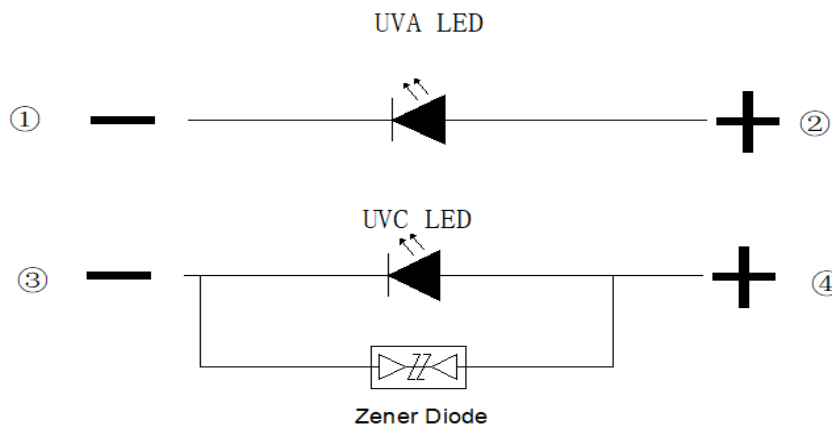 UVA LED
① − + ②
UVC LED
③ − + ④
Zener Diode